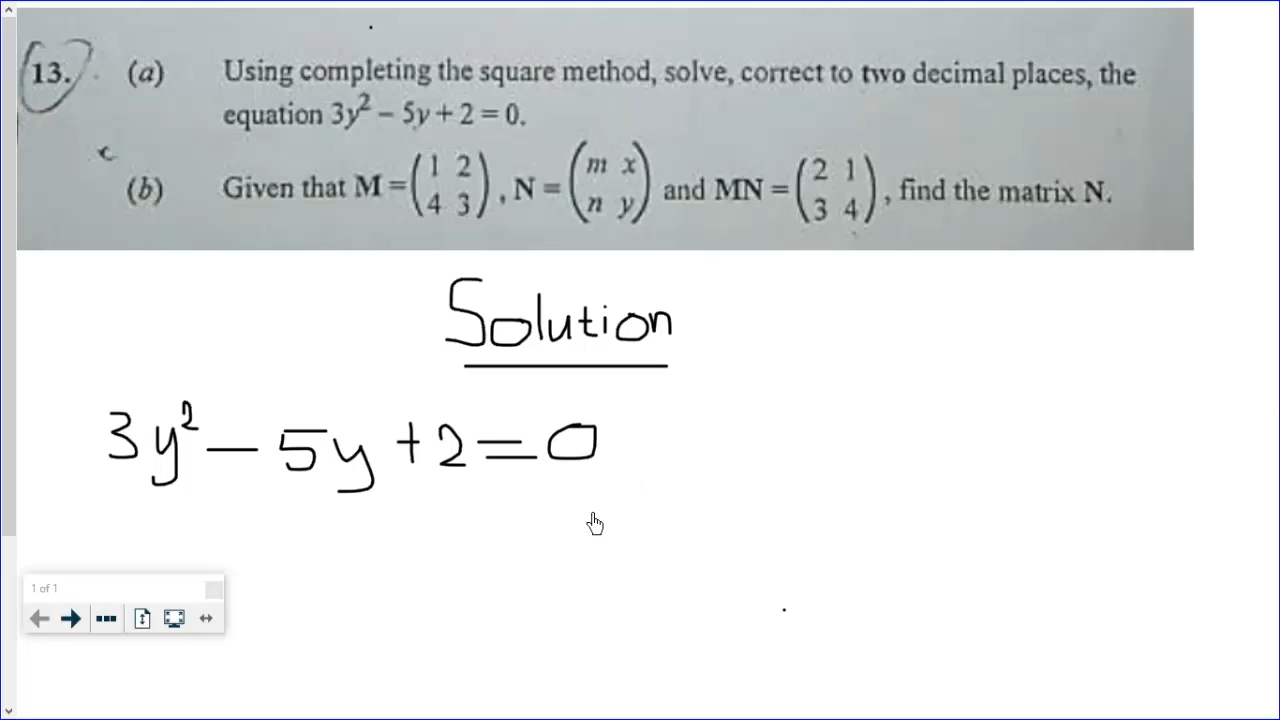 13. (a) Using completing the square method, solve, correct to two decimal places, the
equation 3y² − 5y + 2 = 0.
(b) Given that M = (1 2 / 4 3), N = (m x / n y) and MN = (2 1 / 3 4), find the matrix N.
Solution
3y² − 5y + 2 = 0
1 of 1